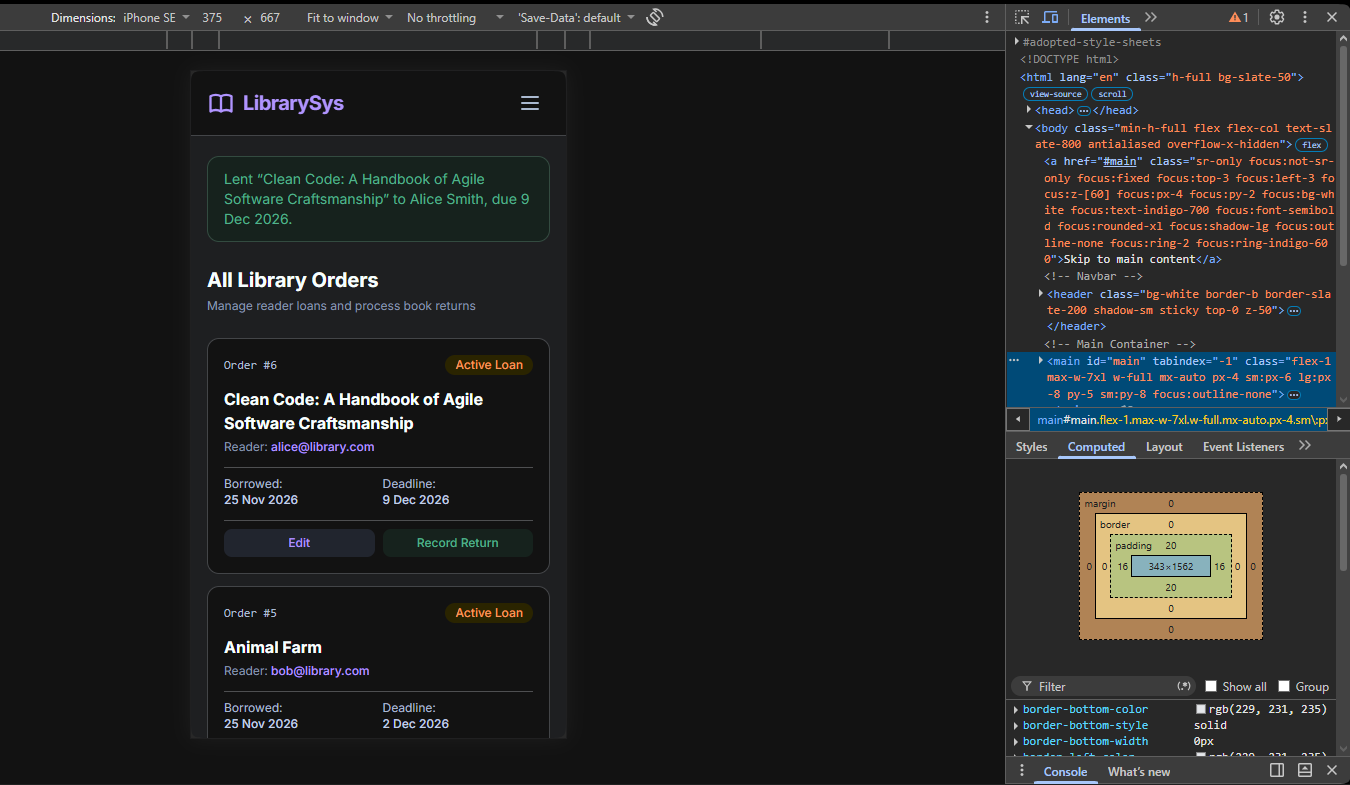 Dimensions: iPhone SE 375 × 667 Fit to window No throttling 'Save-Data': default
LibrarySys
Lent “Clean Code: A Handbook of Agile
Software Craftsmanship” to Alice Smith, due 9
Dec 2026.
All Library Orders
Manage reader loans and process book returns
Order #6 Active Loan
Clean Code: A Handbook of Agile
Software Craftsmanship
Reader: alice@library.com
Borrowed: Deadline:
25 Nov 2026 9 Dec 2026
Edit Record Return
Order #5 Active Loan
Animal Farm
Reader: bob@library.com
Borrowed: Deadline:
25 Nov 2026 2 Dec 2026
Elements 1
#adopted-style-sheets
<!DOCTYPE html>
<html lang="en" class="h-full bg-slate-50">
view-source scroll
<head> … </head>
<body class="min-h-full flex flex-col text-sl
ate-800 antialiased overflow-x-hidden"> flex
<a href="#main" class="sr-only focus:not-sr-
only focus:fixed focus:top-3 focus:left-3 fo
cus:z-[60] focus:px-4 focus:py-2 focus:bg-wh
ite focus:text-indigo-700 focus:font-semibol
d focus:rounded-xl focus:shadow-lg focus:out
line-none focus:ring-2 focus:ring-indigo-60
0">Skip to main content</a>
<!-- Navbar -->
<header class="bg-white border-b border-sla
te-200 shadow-sm sticky top-0 z-50"> …
</header>
<!-- Main Container -->
<main id="main" tabindex="-1" class="flex-1
max-w-7xl w-full mx-auto px-4 sm:px-6 lg:px
-8 py-5 sm:py-8 focus:outline-none"> …
main#main.flex-1.max-w-7xl.w-full.mx-auto.px-4.sm\:px
Styles Computed Layout Event Listeners
margin 0
border 0
padding 20
0 0 16 343×1562 16 0 0
20
0
0
Filter (.*) Show all Group
border-bottom-color rgb(229, 231, 235)
border-bottom-style solid
border-bottom-width 0px
Console What's new